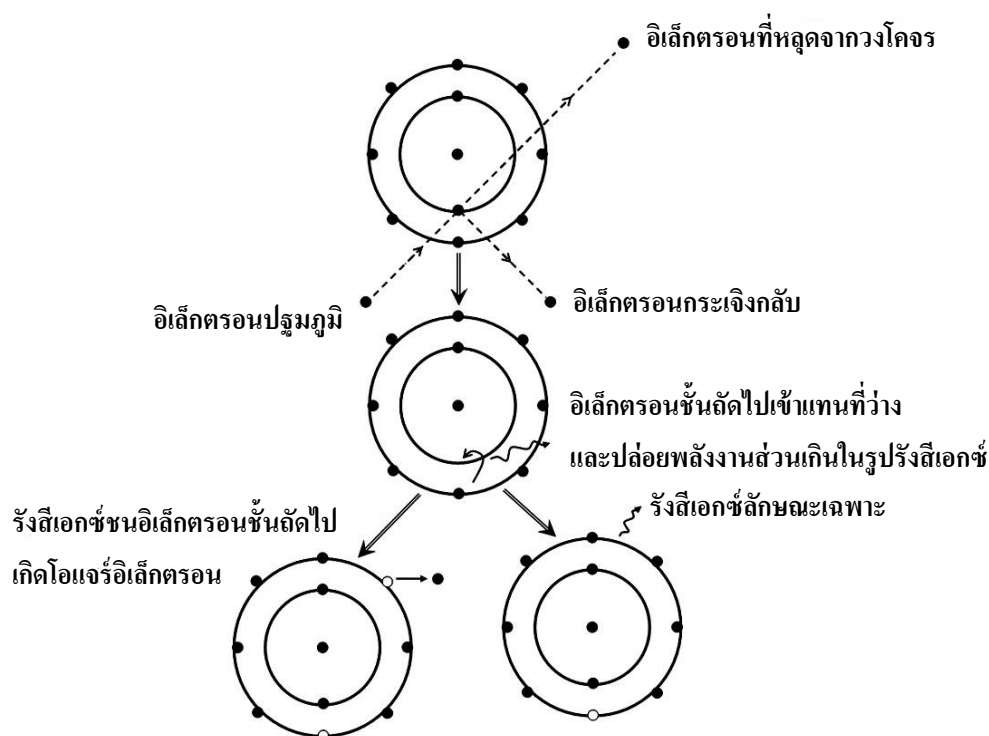 อิเล็กตรอนที่หลุดจากวงโคจร
อิเล็กตรอนปฐมภูมิ
อิเล็กตรอนกระเจิงกลับ
อิเล็กตรอนชั้นถัดไปเข้าแทนที่ว่าง
และปล่อยพลังงานส่วนเกินในรูปรังสีเอกซ์
รังสีเอกซ์ชนอิเล็กตรอนชั้นถัดไป
เกิดโอแจร์อิเล็กตรอน
รังสีเอกซ์ลักษณะเฉพาะ